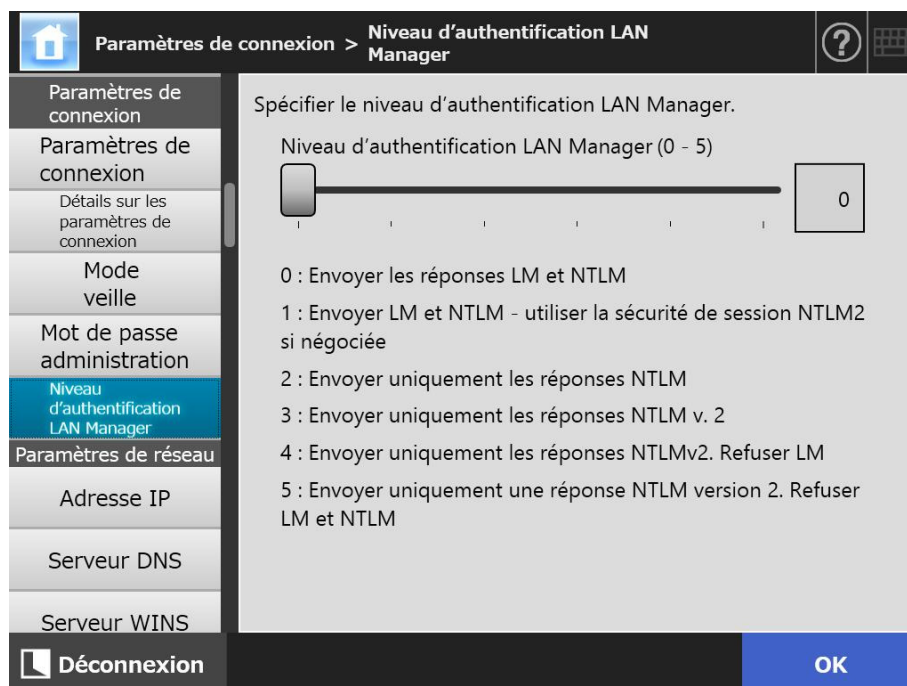 Paramètres de connexion > Niveau d'authentification LAN
Manager
?
Paramètres de
connexion
Paramètres de
connexion
Détails sur les
paramètres de
connexion
Mode
veille
Mot de passe
administration
Niveau
d'authentification
LAN Manager
Paramètres de réseau
Adresse IP
Serveur DNS
Serveur WINS
Déconnexion
Spécifier le niveau d'authentification LAN Manager.
Niveau d'authentification LAN Manager (0 - 5)
0
0 : Envoyer les réponses LM et NTLM
1 : Envoyer LM et NTLM - utiliser la sécurité de session NTLM2
si négociée
2 : Envoyer uniquement les réponses NTLM
3 : Envoyer uniquement les réponses NTLM v. 2
4 : Envoyer uniquement les réponses NTLMv2. Refuser LM
5 : Envoyer uniquement une réponse NTLM version 2. Refuser
LM et NTLM
OK